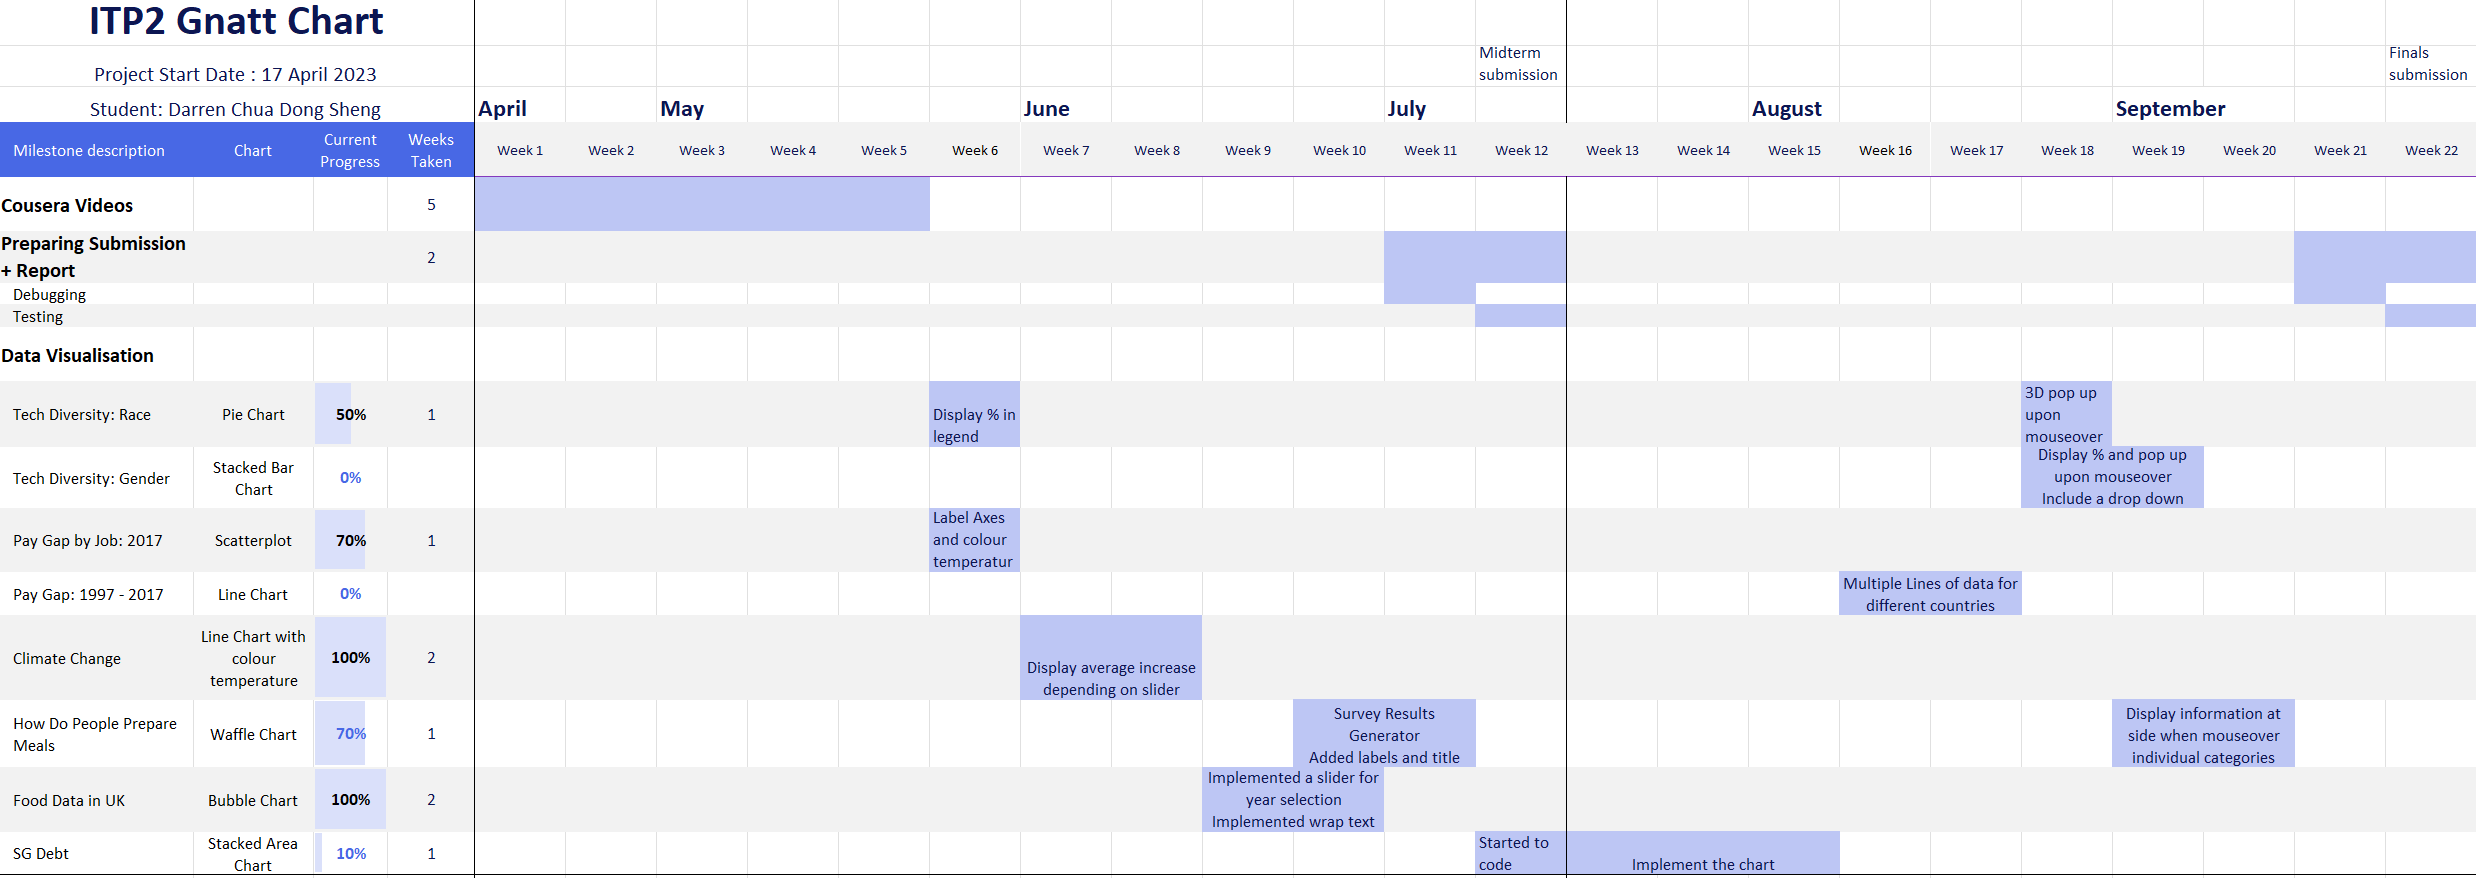 ITP2 Gnatt Chart
Midterm
submission
Finals
submission
Project Start Date : 17 April 2023
Student: Darren Chua Dong Sheng
April May June July August September
Milestone description Chart Current
Progress Weeks
Taken Week 1 Week 2 Week 3 Week 4 Week 5 Week 6 Week 7 Week 8 Week 9 Week 10 Week 11 Week 12 Week 13 Week 14 Week 15 Week 16 Week 17 Week 18 Week 19 Week 20 Week 21 Week 22
Cousera Videos 5
Preparing Submission
+ Report 2
Debugging
Testing
Data Visualisation
Tech Diversity: Race Pie Chart 50% 1
Display % in
legend
3D pop up
upon
mouseover
Tech Diversity: Gender
Stacked Bar
Chart
0%
Display % and pop up
upon mouseover
Include a drop down
Pay Gap by Job: 2017 Scatterplot 70% 1
Label Axes
and colour
temperatur
Pay Gap: 1997 - 2017 Line Chart 0%
Multiple Lines of data for
different countries
Climate Change
Line Chart with
colour
temperature
100% 2
Display average increase
depending on slider
How Do People Prepare
Meals
Waffle Chart 70% 1
Survey Results
Generator
Added labels and title
Display information at
side when mouseover
individual categories
Food Data in UK Bubble Chart 100% 2
Implemented a slider for
year selection
Implemented wrap text
SG Debt
Stacked Area
Chart
10% 1
Started to
code
Implement the chart